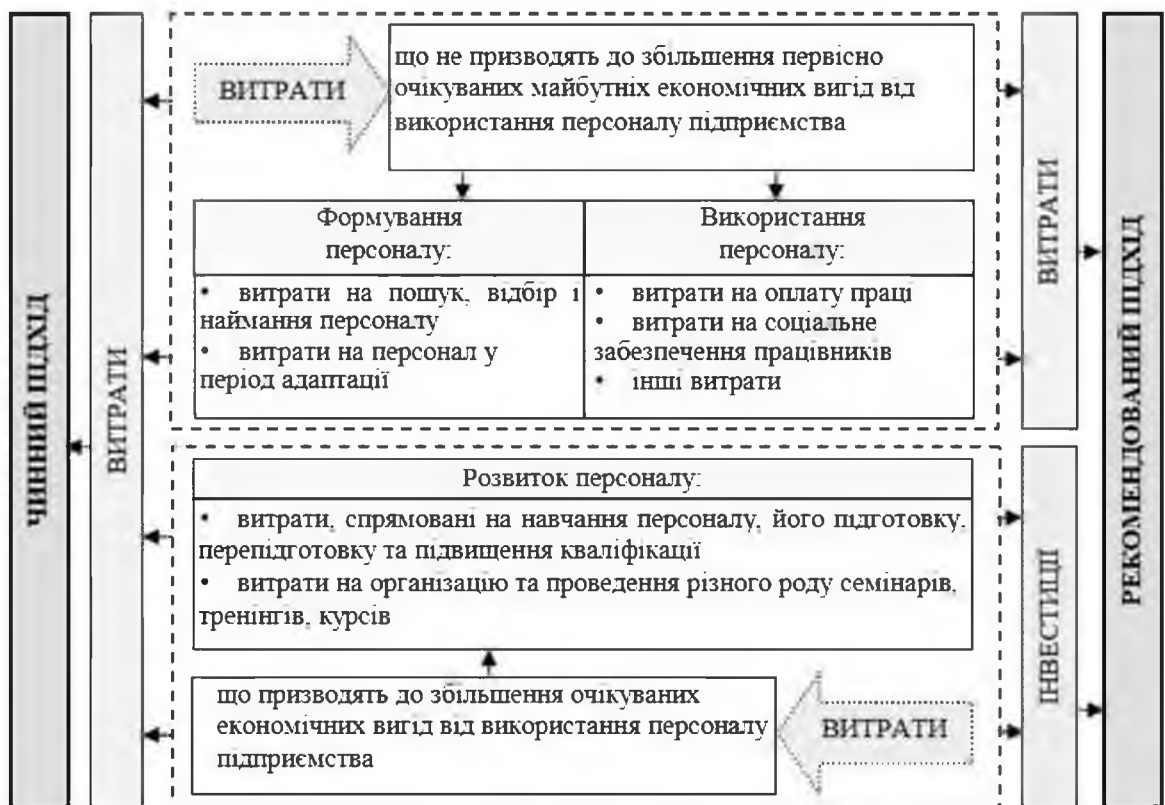 ЧИННИЙ ПІДХІД
ВИТРАТИ
ВИТРАТИ
що не призводять до збільшення первісно
очікуваних майбутніх економічних вигід від
використання персоналу підприємства
Формування
персоналу:
• витрати на пошук, відбір і
наймання персоналу
• витрати на персонал у
період адаптації
Використання
персоналу:
• витрати на оплату праці
• витрати на соціальне
забезпечення працівників
• інші витрати
Розвиток персоналу:
• витрати, спрямовані на навчання персоналу, його підготовку,
перепідготовку та підвищення кваліфікації
• витрати на організацію та проведення різного роду семінарів,
тренінгів, курсів
що призводять до збільшення очікуваних
економічних вигід від використання персоналу
підприємства
ВИТРАТИ
ВИТРАТИ
ІНВЕСТИЦІЇ
РЕКОМЕНДОВАНИЙ ПІДХІД